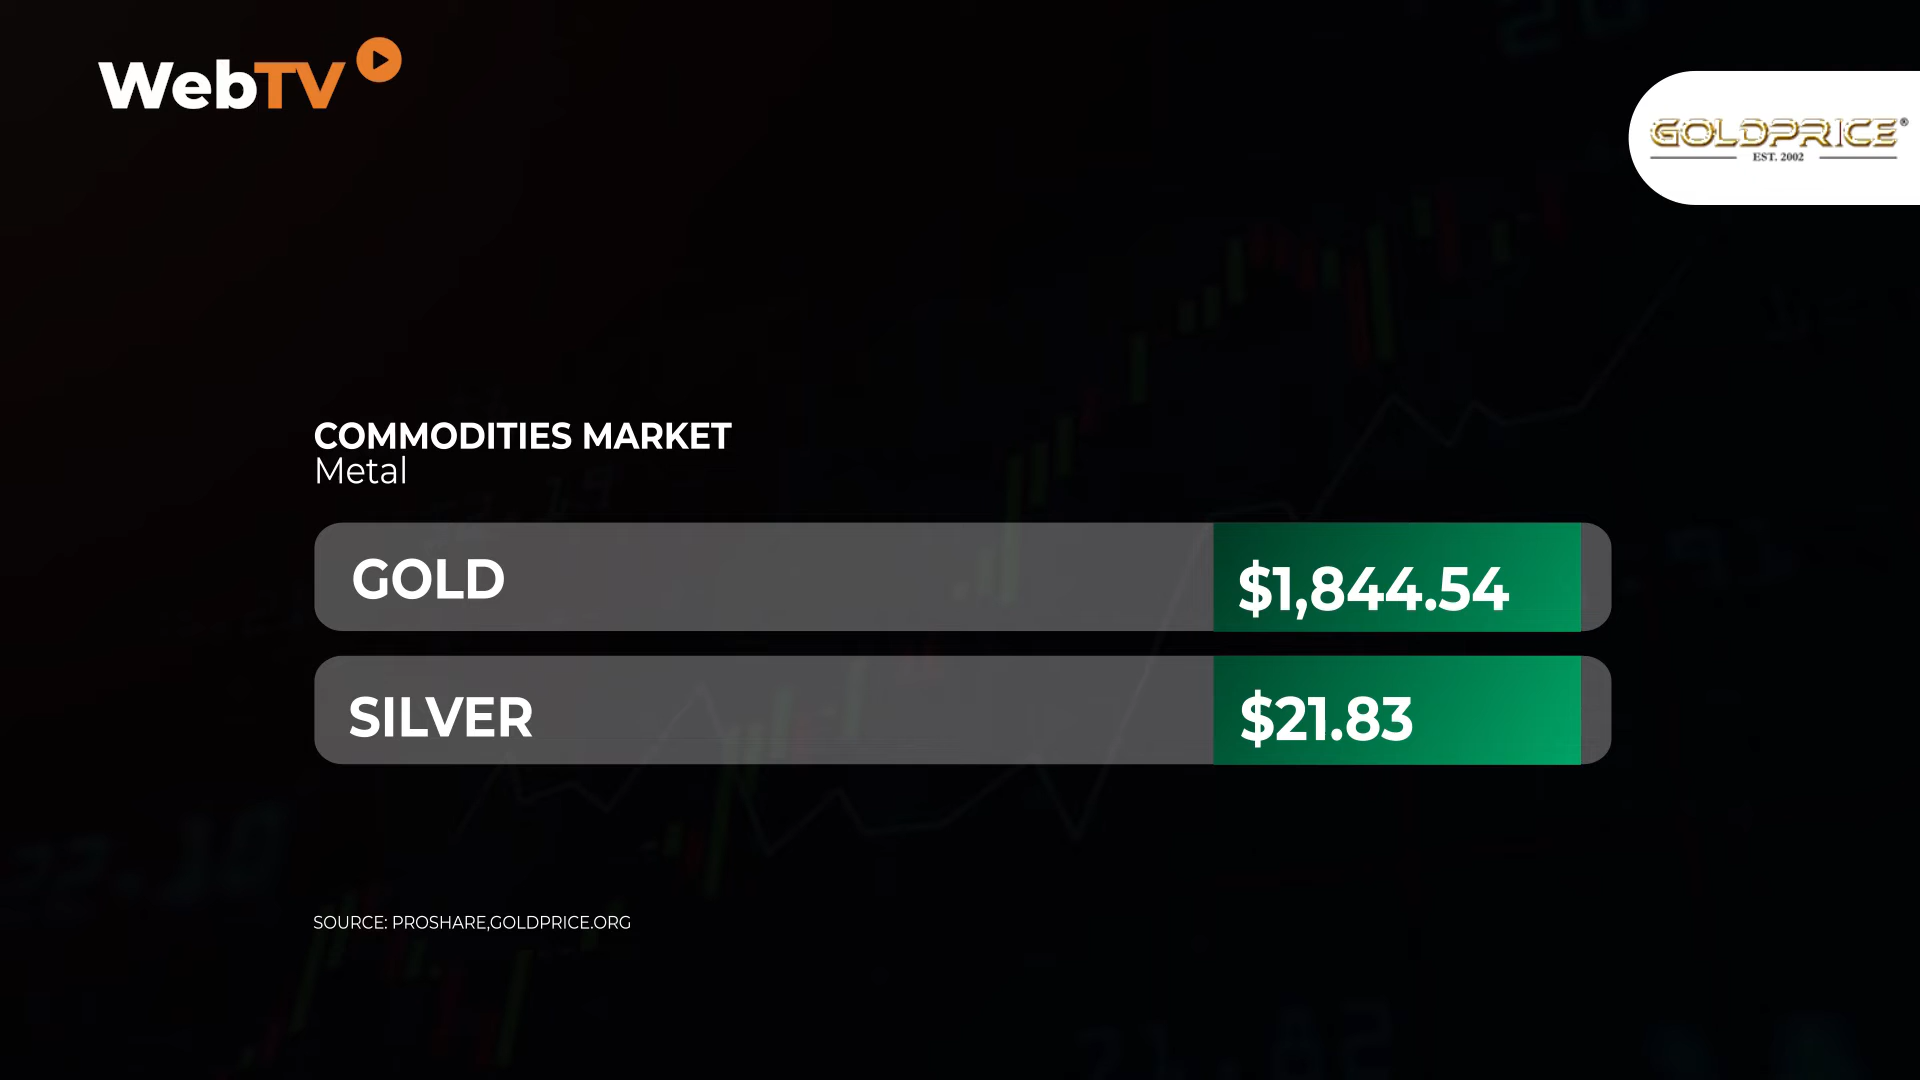 WebTV
GOLDPRICE®
EST. 2002
COMMODITIES MARKET
Metal
GOLD
$1,844.54
SILVER
$21.83
SOURCE: PROSHARE,GOLDPRICE.ORG